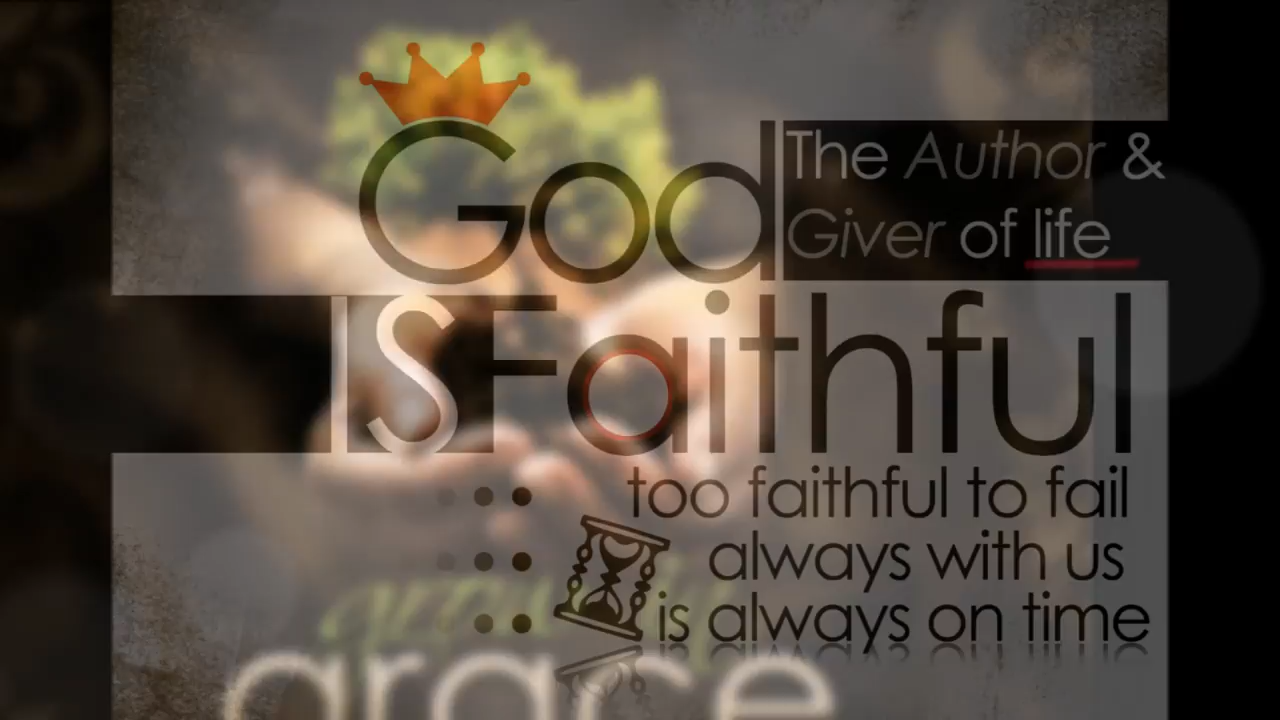 God
The Author &
Giver of life
IS Faithful
too faithful to fail
always with us
is always on time
grace